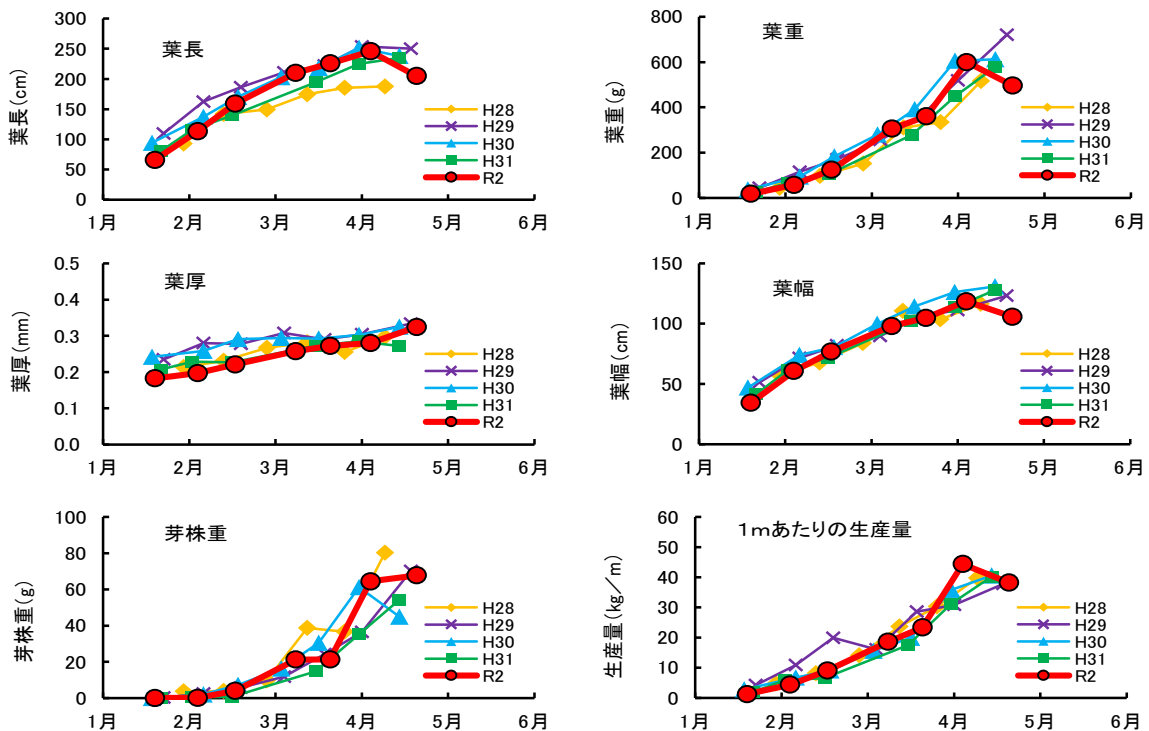 葉長
葉長(cm)
300
250
200
150
100
50
0
1月 2月 3月 4月 5月 6月
H28
H29
H30
H31
R2
葉重
葉重(g)
800
600
400
200
0
1月 2月 3月 4月 5月 6月
H28
H29
H30
H31
R2
葉厚
葉厚(mm)
0.5
0.4
0.3
0.2
0.1
0.0
1月 2月 3月 4月 5月 6月
H28
H29
H30
H31
R2
葉幅
葉幅(cm)
150
100
50
0
1月 2月 3月 4月 5月 6月
H28
H29
H30
H31
R2
芽株重
芽株重(g)
100
80
60
40
20
0
1月 2月 3月 4月 5月 6月
H28
H29
H30
H31
R2
1mあたりの生産量
生産量(kg/m)
60
50
40
30
20
10
0
1月 2月 3月 4月 5月 6月
H28
H29
H30
H31
R2